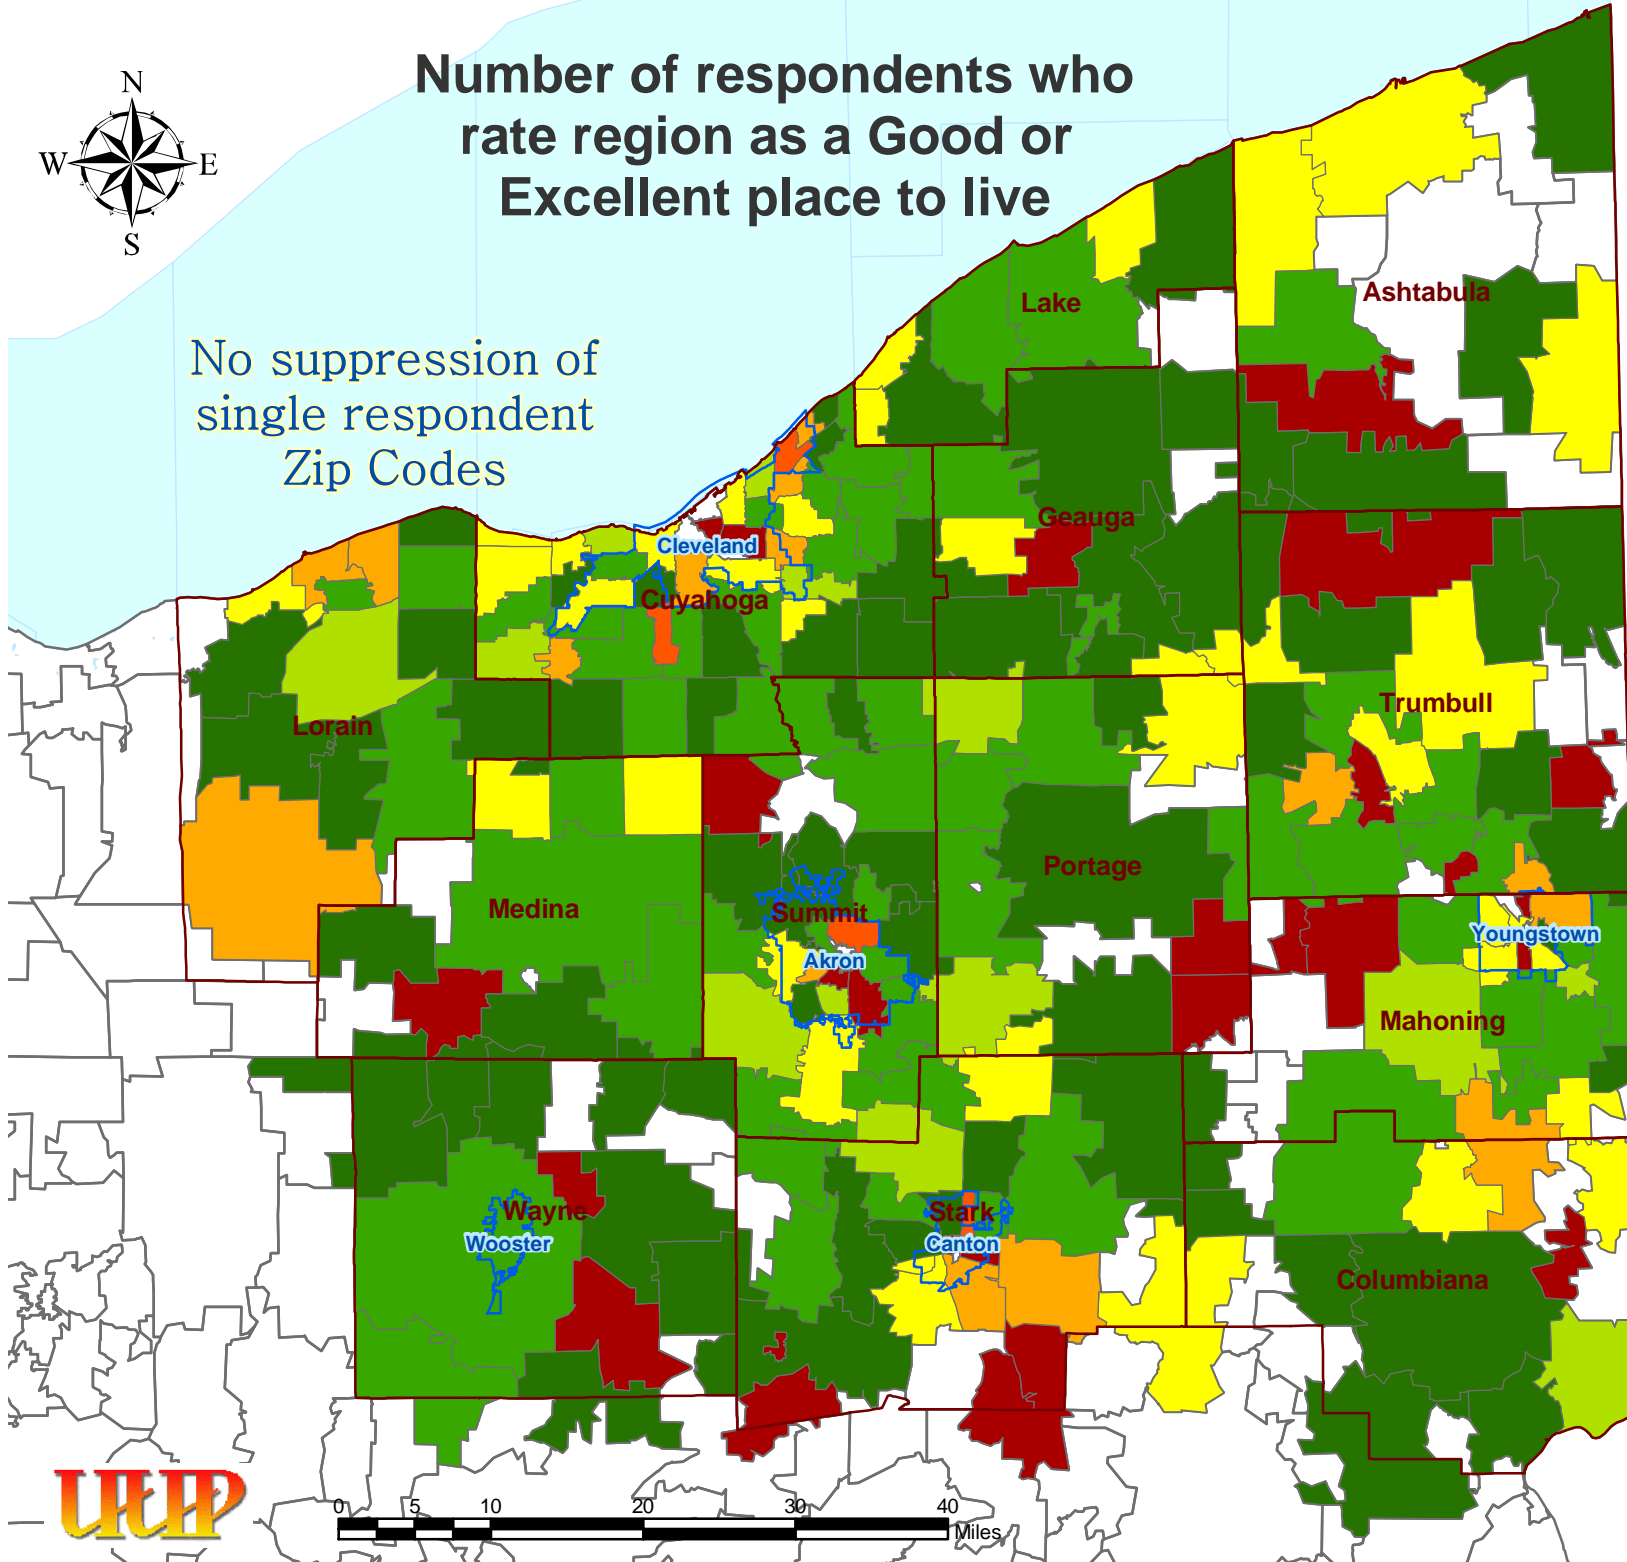 Number of respondents who
rate region as a Good or
Excellent place to live
N
W
E
S
No suppression of
single respondent
Zip Codes
Lake
Ashtabula
Geauga
Cleveland
Cuyahoga
Trumbull
Lorain
Portage
Medina
Summit
Akron
Youngstown
Mahoning
Wayne
Wooster
Stark
Canton
Columbiana
UUP
0 5 10 20 30 40
Miles